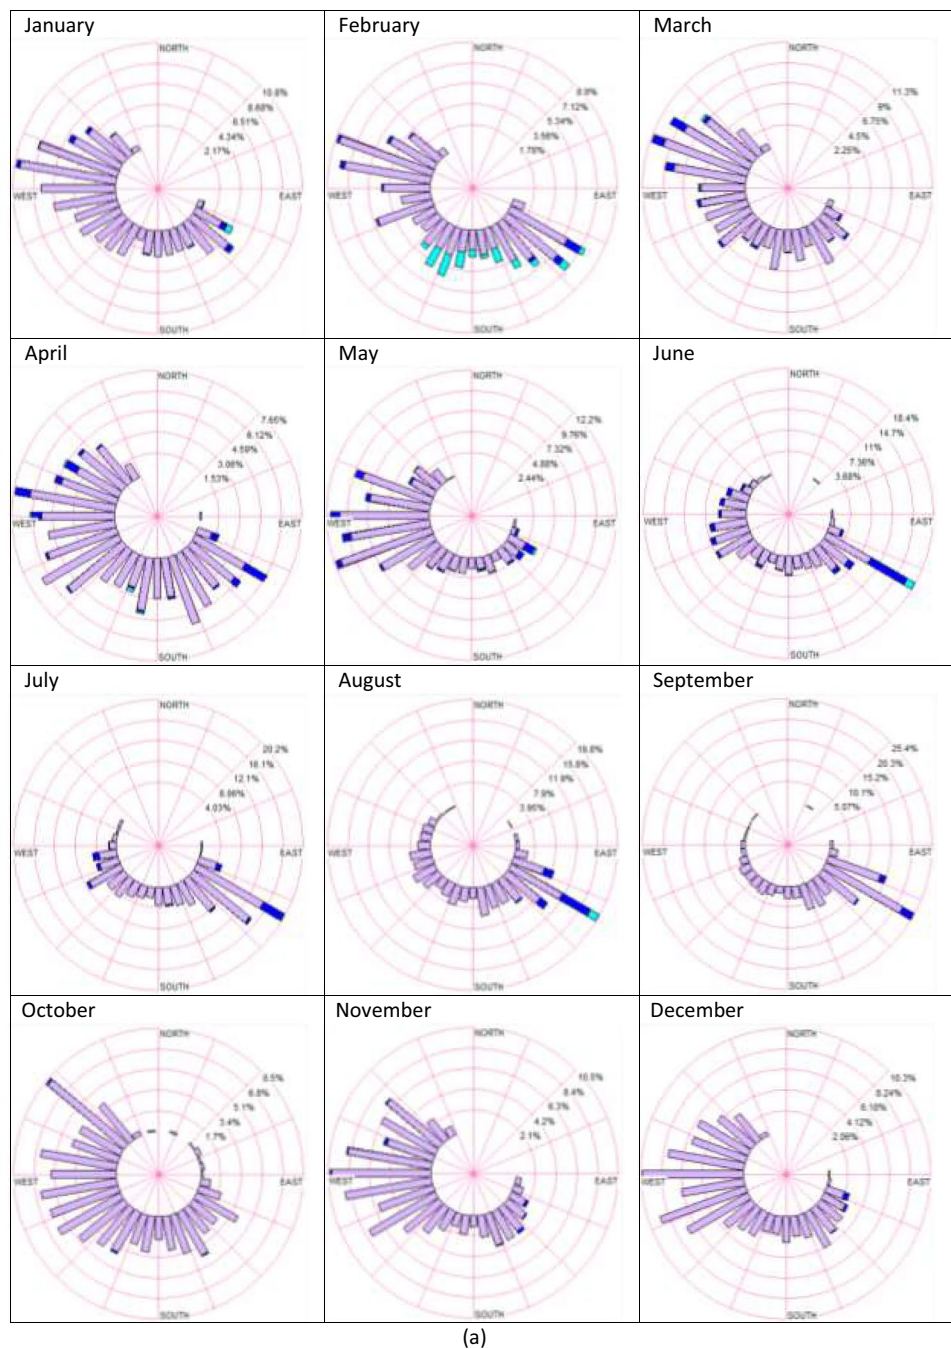 January
NORTH
10.8%
8.68%
6.51%
4.34%
2.17%
WEST
EAST
SOUTH
February
NORTH
8.9%
7.12%
5.34%
3.56%
1.78%
WEST
EAST
SOUTH
March
NORTH
11.3%
9%
6.75%
4.5%
2.25%
WEST
EAST
SOUTH
April
NORTH
7.65%
6.12%
4.59%
3.06%
1.53%
WEST
EAST
SOUTH
May
NORTH
12.2%
9.76%
7.32%
4.88%
2.44%
WEST
EAST
SOUTH
June
NORTH
18.4%
14.7%
11%
7.36%
3.68%
WEST
EAST
SOUTH
July
NORTH
20.2%
16.1%
12.1%
8.06%
4.03%
WEST
EAST
SOUTH
August
NORTH
19.8%
15.8%
11.9%
7.9%
3.95%
WEST
EAST
SOUTH
September
NORTH
25.4%
20.3%
15.2%
10.1%
5.07%
WEST
EAST
SOUTH
October
NORTH
8.5%
6.8%
5.1%
3.4%
1.7%
WEST
EAST
SOUTH
November
NORTH
10.5%
8.4%
6.3%
4.2%
2.1%
WEST
EAST
SOUTH
December
NORTH
10.3%
8.24%
6.18%
4.12%
2.06%
WEST
EAST
SOUTH
(a)